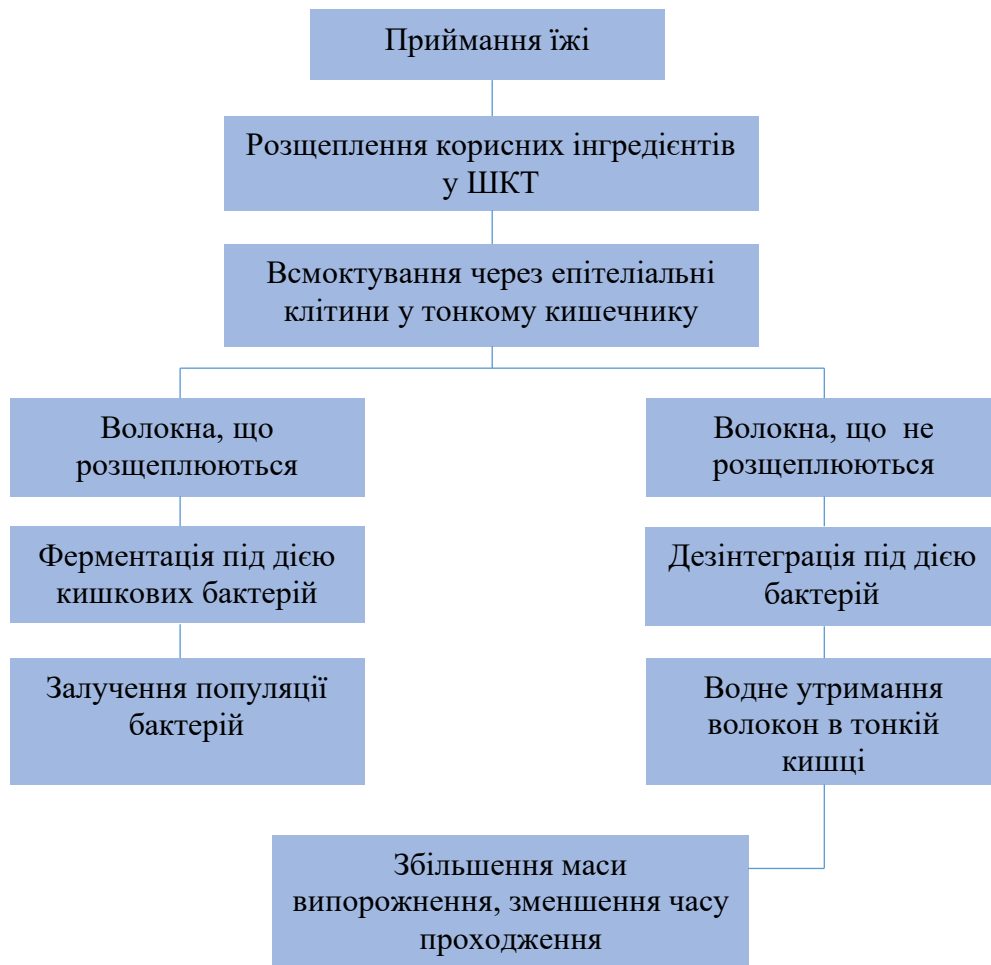 Приймання їжі
Розщеплення корисних інгредієнтів
у ШКТ
Всмоктування через епітеліальні
клітини у тонкому кишечнику
Волокна, що
розщеплюються
Волокна, що не
розщеплюються
Ферментація під дією
кишкових бактерій
Дезінтеграція під дією
бактерій
Залучення популяції
бактерій
Водне утримання
волокон в тонкій
кишці
Збільшення маси
випорожнення, зменшення часу
проходження